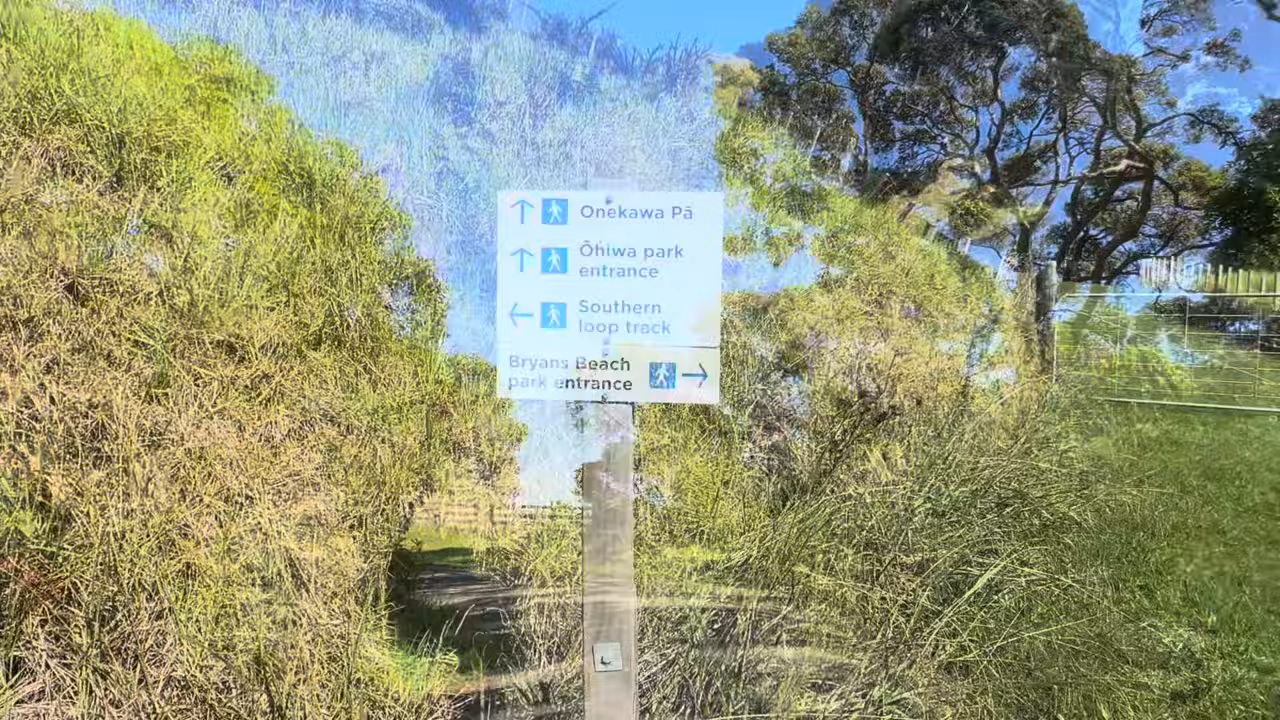 Onekawa Pā
Ōhiwa park
entrance
Southern
loop track
Bryans Beach
park entrance